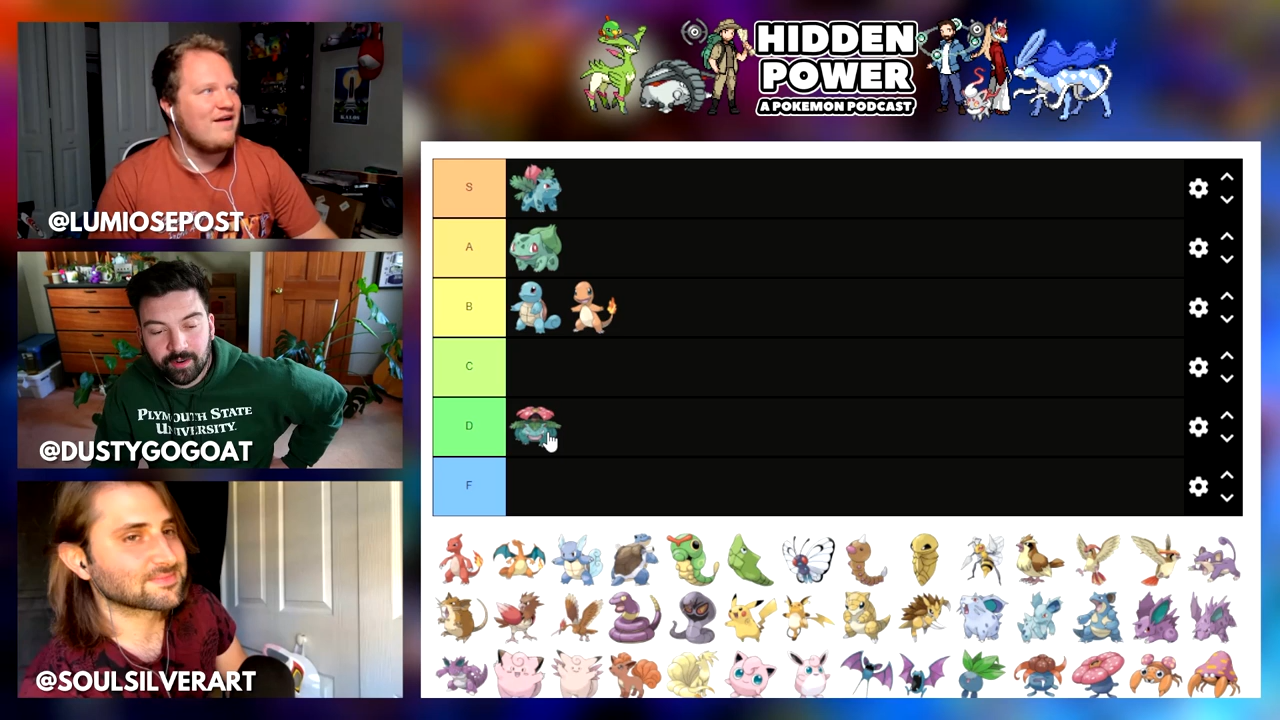 HIDDEN
POWER
A POKEMON PODCAST
@LUMIOSEPOST
PLYMOUTH STATE
UNIVERSITY.
@DUSTYGOGOAT
@SOULSILVERART
S
A
B
C
D
F